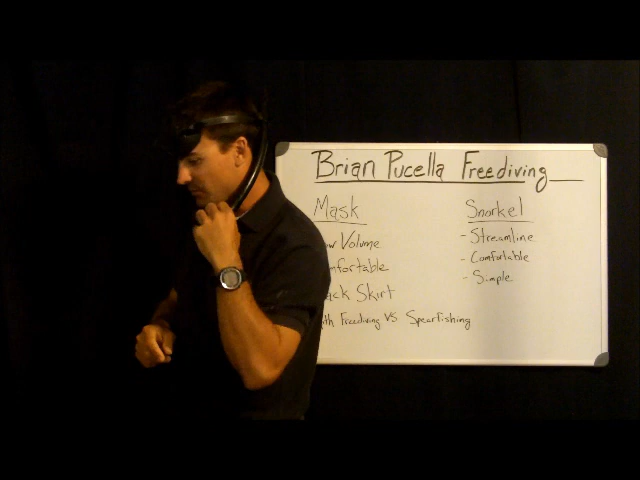 Brian Pucella Freediving
Mask
Volume
Skirt
Freediving VS Spearfishing
Snorkel
- Streamline
- Comfortable
- Simple